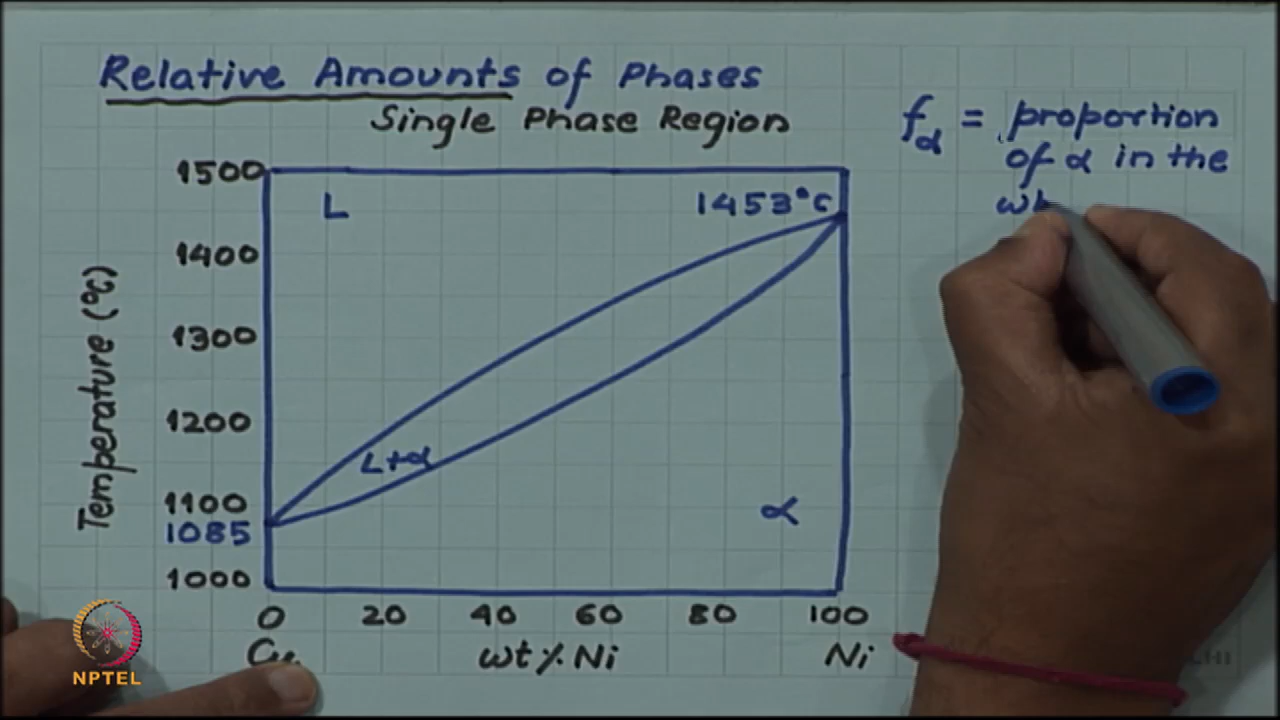 Relative Amounts of Phases
Single Phase Region
fα = proportion
of α in the
1500
L
1453°C
1400
1300
1200
L+α
1100
1085
α
1000
Temperature (°C)
0 20 40 60 80 100
Cu wt% Ni Ni
NPTEL